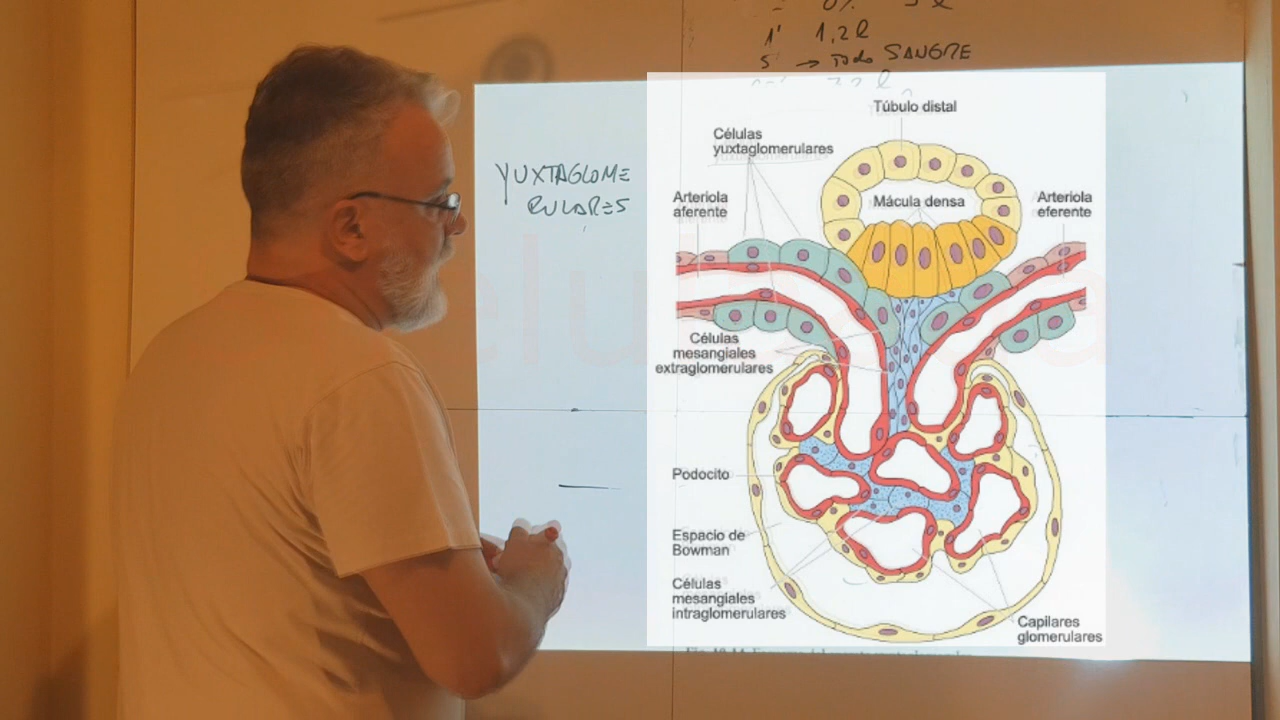 0%
1' 1,2 l
5' → TODO SANGRE
YUXTAGLOME
RULARES
Túbulo distal
Células
yuxtaglomerulares
Arteriola
aferente
Mácula densa
Arteriola
eferente
Células
mesangiales
extraglomerulares
Podocito
Espacio de
Bowman
Células
mesangiales
intraglomerulares
Capilares
glomerulares